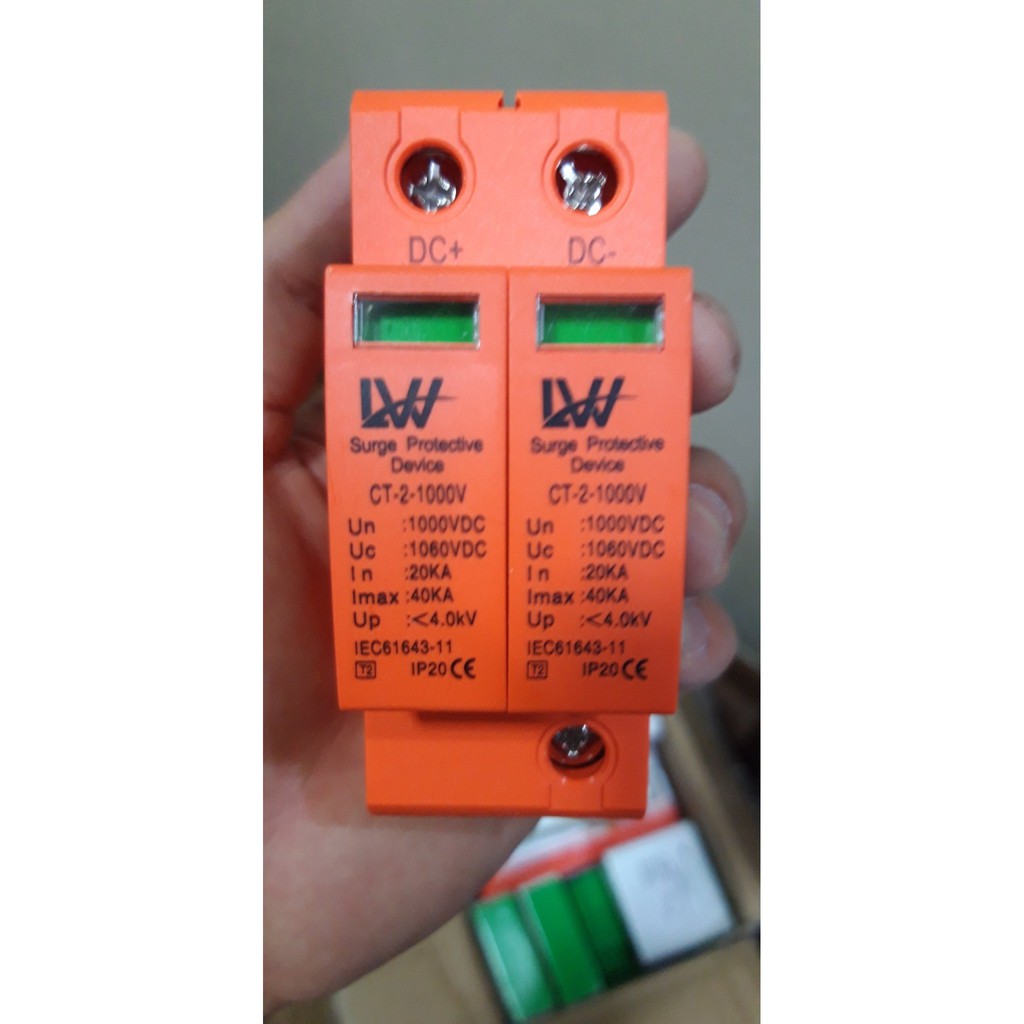 DC+ DC-
LW
Surge Protective
Device
CT-2-1000V
Un :1000VDC
Uc :1060VDC
In :20KA
Imax :40KA
Up :<4.0kV
IEC61643-11
T2 IP20 CE
LW
Surge Protective
Device
CT-2-1000V
Un :1000VDC
Uc :1060VDC
In :20KA
Imax :40KA
Up :<4.0kV
IEC61643-11
T2 IP20 CE